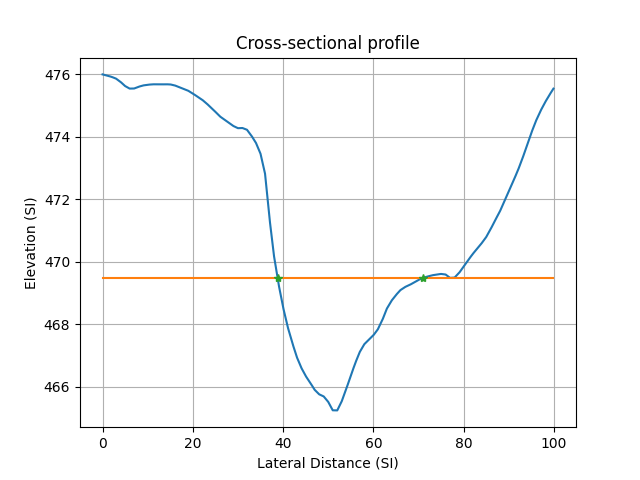 Cross-sectional profile
476
474
472
470
468
466
Elevation (SI)
0 20 40 60 80 100
Lateral Distance (SI)